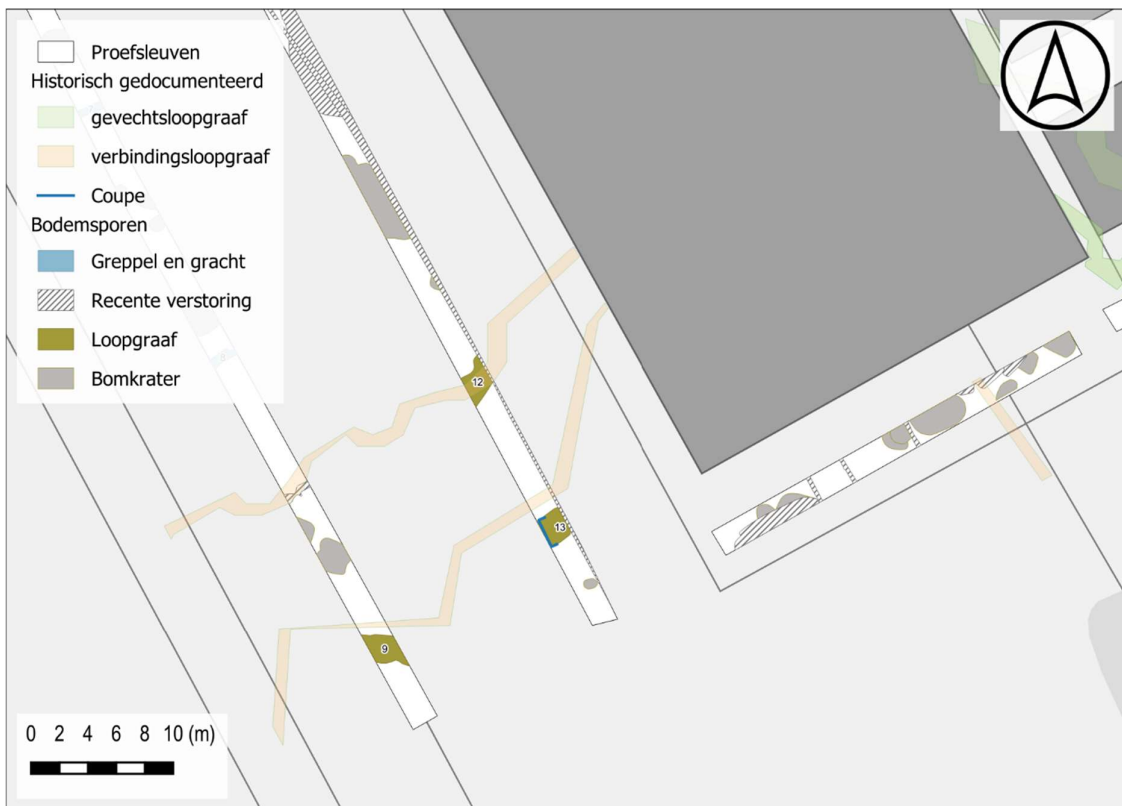 Proefsleuven
Historisch gedocumenteerd
gevechtsloopgraaf
verbindingsloopgraaf
Coupe
Bodemsporen
Greppel en gracht
Recente verstoring
Loopgraaf
Bomkrater
12
13
9
0 2 4 6 8 10 (m)